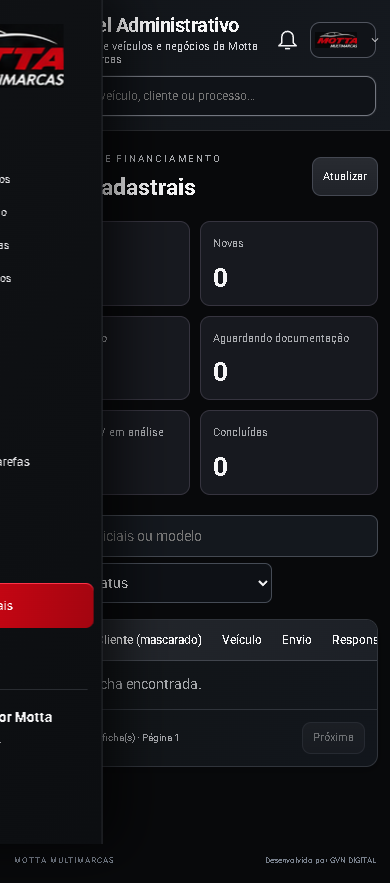 MOTTA
MULTIMARCAS
el Administrativo
e veículos e negócios da Motta
rcas
MOTTA
MULTIMARCAS
veículo, cliente ou processo...
E FINANCIAMENTO
adastrais
Atualizar
os
o
as
os
arefas
ais
or Motta
Novas
0
o
Aguardando documentação
0
/ em análise
Concluídas
0
iciais ou modelo
atus
Cliente (mascarado) Veículo Envio Respons
cha encontrada.
ficha(s) · Página 1
Próxima
MOTTA MULTIMARCAS
Desenvolvido por GVN DIGITAL